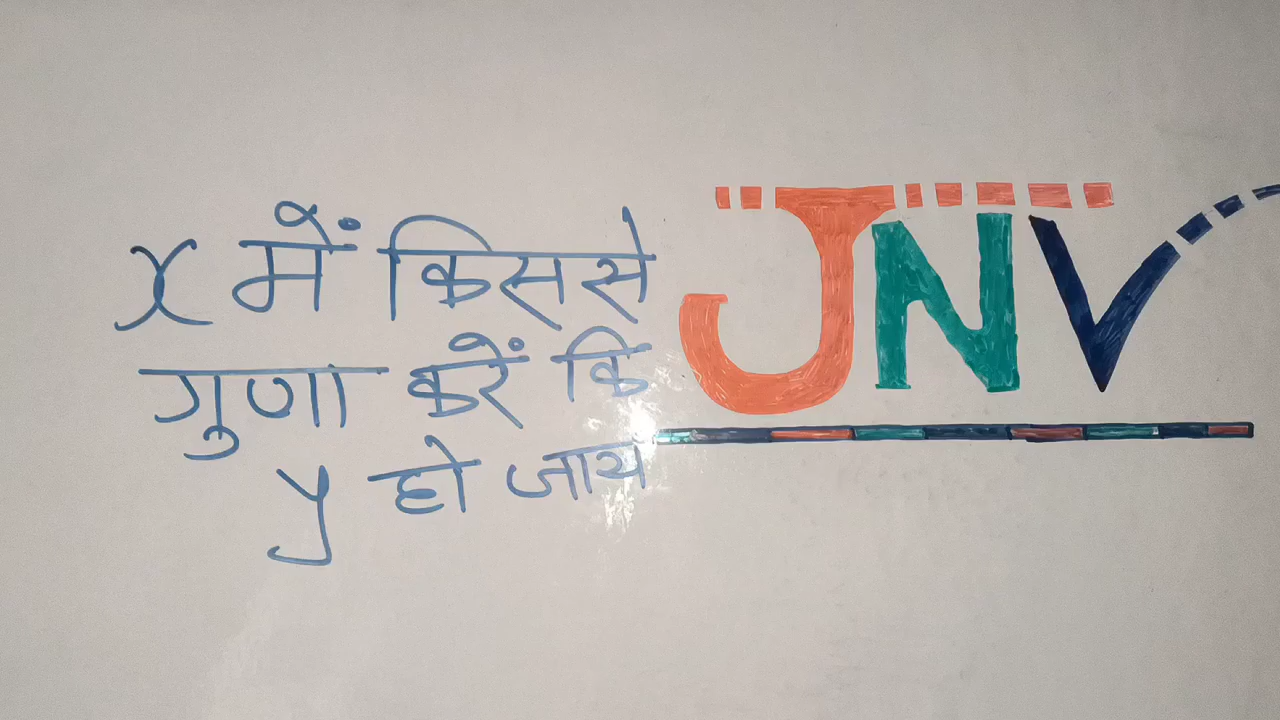 x में किससे
गुणा करें कि
y हो जाय
JNV